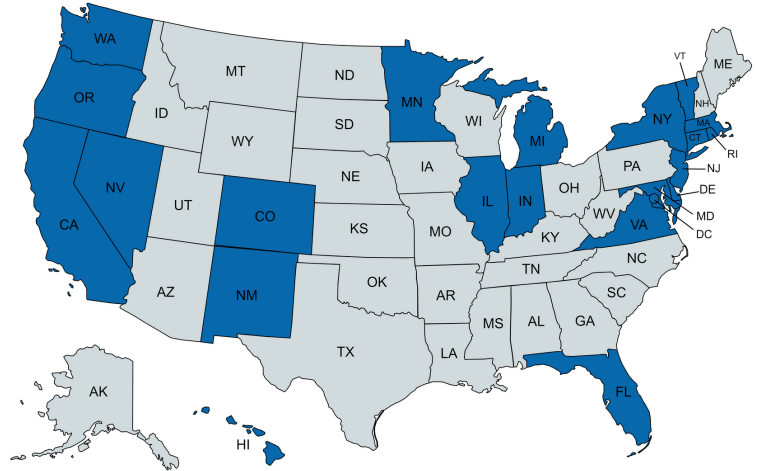 WA
MT
ND
MN
VT
ME
OR
ID
SD
WI
MI
NY
NH
MA
CT
RI
WY
NE
IA
PA
NJ
NV
UT
CO
IL
IN
OH
DE
CA
KS
MO
KY
WV
VA
MD
DC
AZ
NM
OK
AR
TN
NC
SC
TX
LA
MS
AL
GA
FL
AK
HI